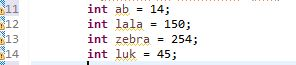 11 int ab = 14;
12 int lala = 150;
13 int zebra = 254;
14 int luk = 45;